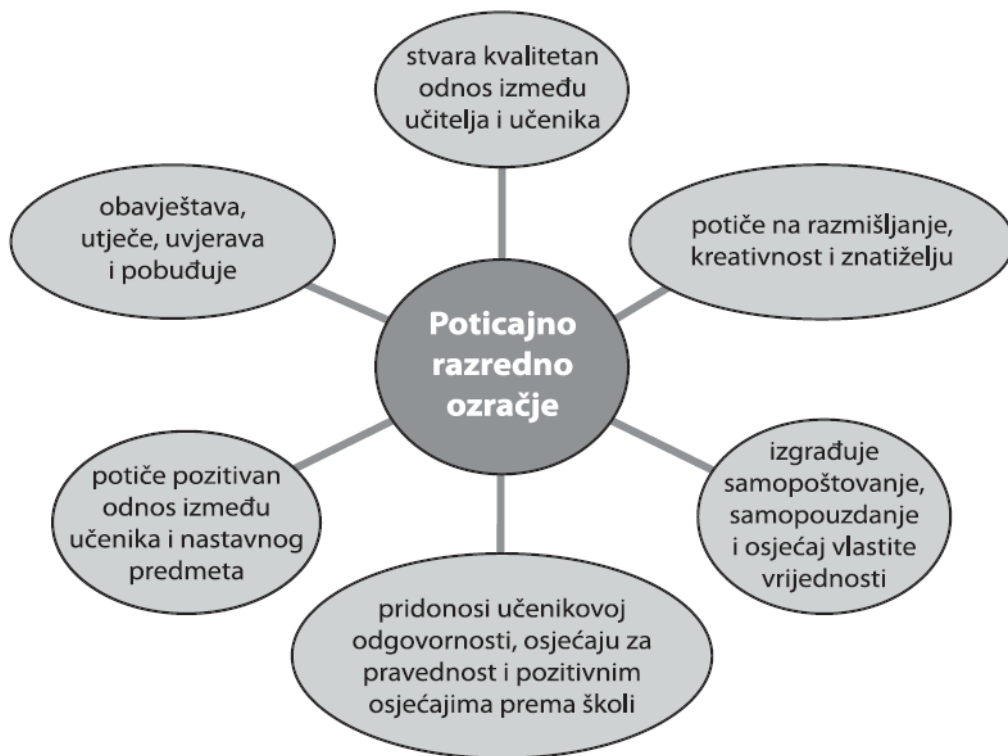 stvara kvalitetan
odnos između
učitelja i učenika
obavještava,
utječe, uvjerava
i pobuđuje
potiče na razmišljanje,
kreativnost i znatiželju
Poticajno
razredno
ozračje
potiče pozitivan
odnos između
učenika i nastavnog
predmeta
izgrađuje
samopoštovanje,
samopouzdanje
i osjećaj vlastite
vrijednosti
pridonosi učenikovoj
odgovornosti, osjećaju za
pravednost i pozitivnim
osjećajima prema školi